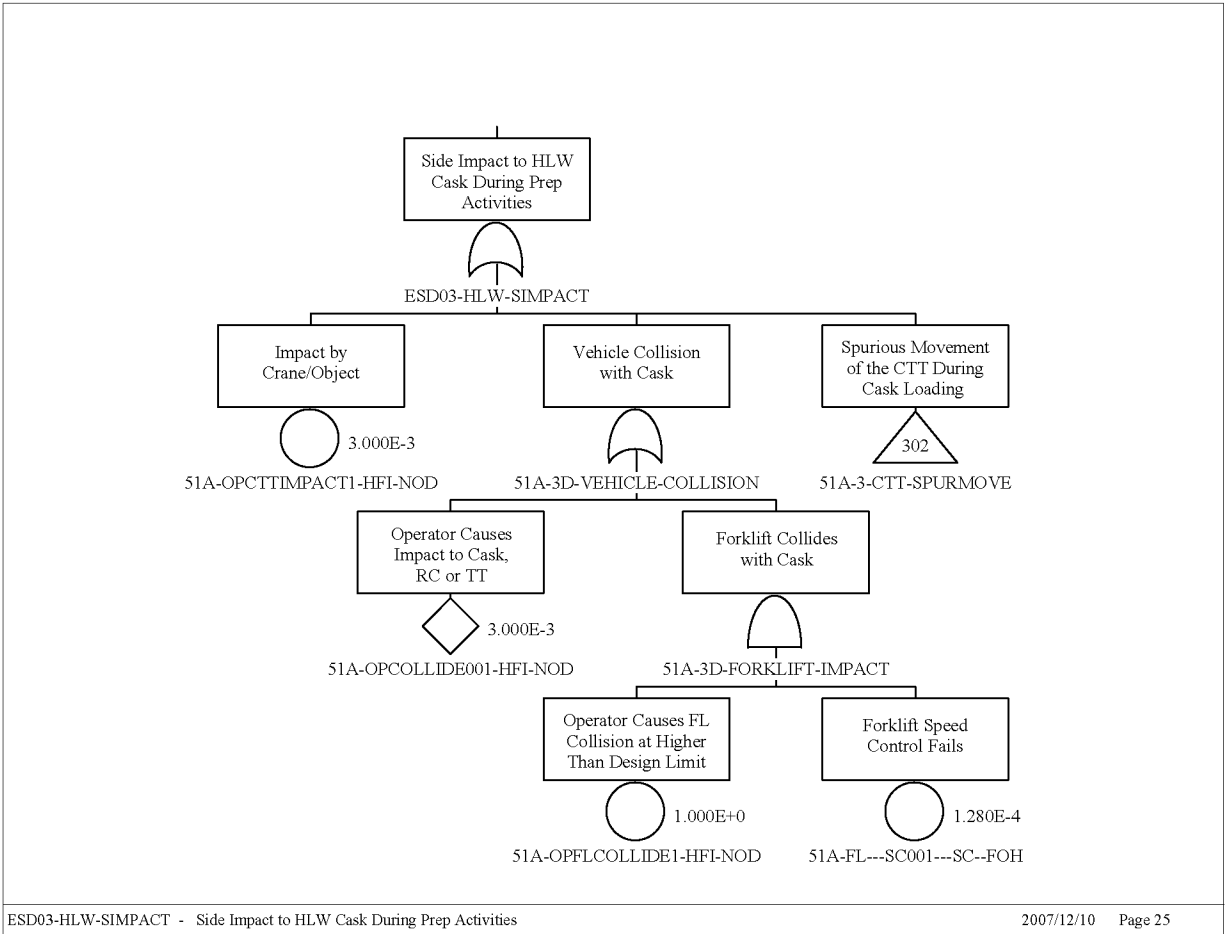 Side Impact to HLW
Cask During Prep
Activities
ESD03-HLW-SIMPACT
Impact by
Crane/Object
3.000E-3
51A-OPCTTIMPACT1-HFI-NOD
Vehicle Collision
with Cask
51A-3D-VEHICLE-COLLISION
Spurious Movement
of the CTT During
Cask Loading
302
51A-3-CTT-SPURMOVE
Operator Causes
Impact to Cask,
RC or TT
3.000E-3
51A-OPCOLLIDE001-HFI-NOD
Forklift Collides
with Cask
51A-3D-FORKLIFT-IMPACT
Operator Causes FL
Collision at Higher
Than Design Limit
1.000E+0
51A-OPFLCOLLIDE1-HFI-NOD
Forklift Speed
Control Fails
1.280E-4
51A-FL---SC001---SC--FOH
ESD03-HLW-SIMPACT - Side Impact to HLW Cask During Prep Activities
2007/12/10 Page 25